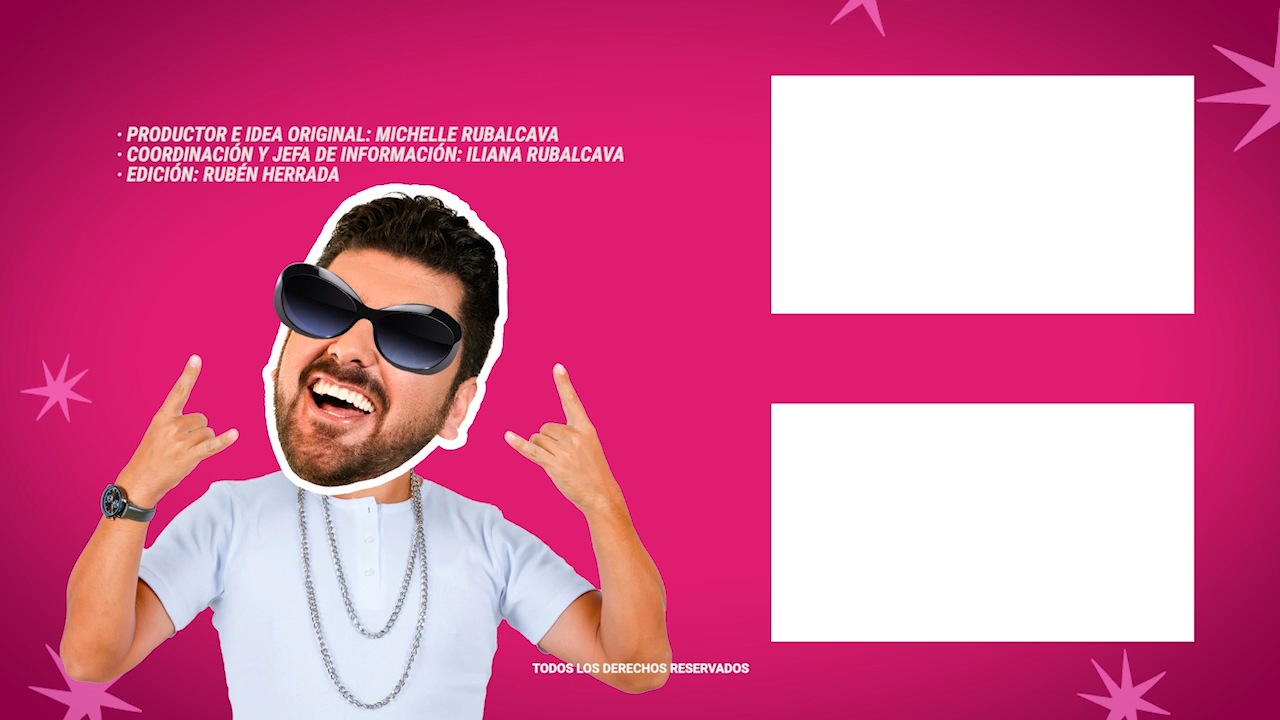 · PRODUCTOR E IDEA ORIGINAL: MICHELLE RUBALCAVA
· COORDINACIÓN Y JEFA DE INFORMACIÓN: ILIANA RUBALCAVA
· EDICIÓN: RUBÉN HERRADA
TODOS LOS DERECHOS RESERVADOS